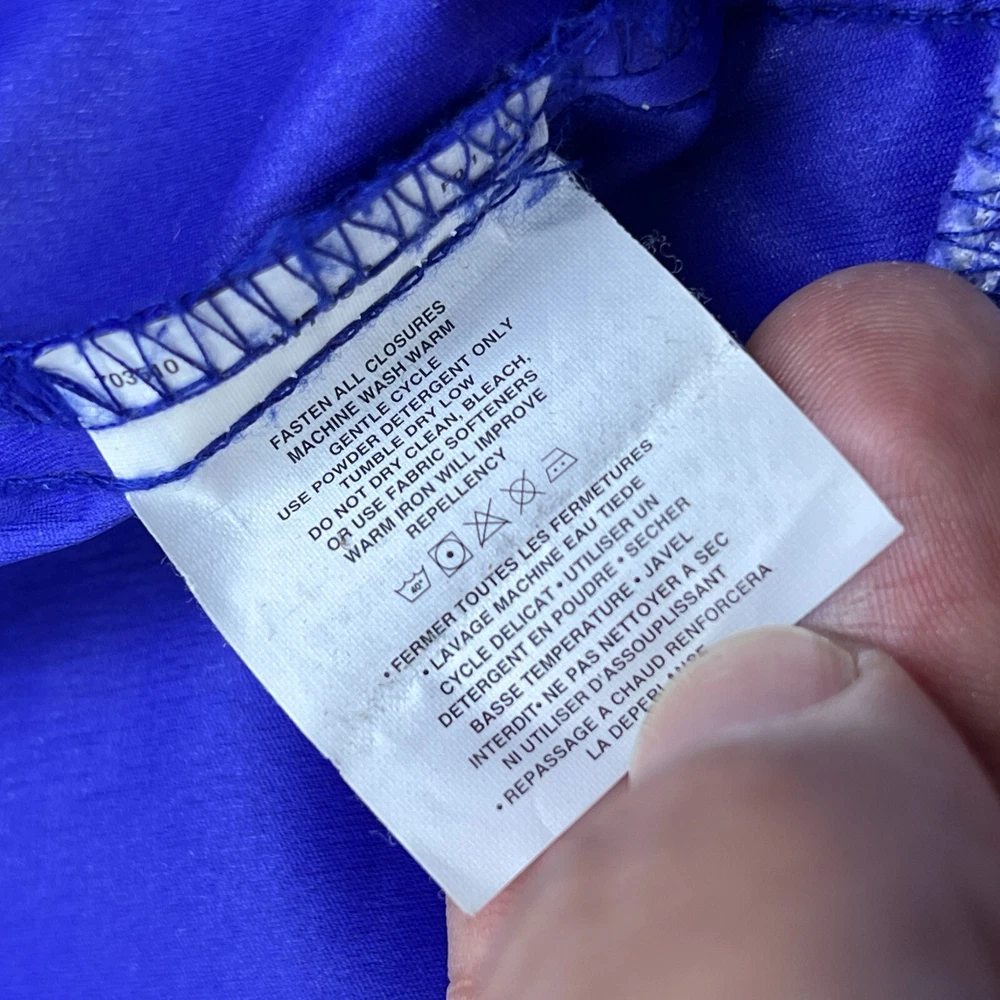 FASTEN ALL CLOSURES
MACHINE WASH WARM
GENTLE CYCLE
USE POWDER DETERGENT ONLY
TUMBLE DRY LOW
DO NOT DRY CLEAN, BLEACH,
OR USE FABRIC SOFTENERS
WARM IRON WILL IMPROVE
REPELLENCY
40°
• FERMER TOUTES LES FERMETURES
• LAVAGE MACHINE EAU TIEDE
CYCLE DELICAT • UTILISER UN
DETERGENT EN POUDRE • SECHER
BASSE TEMPERATURE • JAVEL
INTERDIT • NE PAS NETTOYER A SEC
NI UTILISER D'ASSOUPLISSANT
• REPASSAGE A CHAUD RENFORCERA
LA